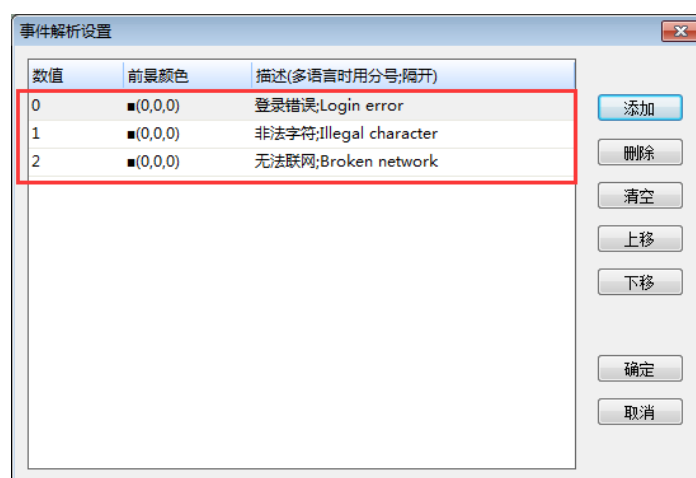 事件解析设置
数值 前景颜色 描述(多语言时用分号;隔开)
0 ■(0,0,0) 登录错误;Login error
1 ■(0,0,0) 非法字符;Illegal character
2 ■(0,0,0) 无法联网;Broken network
添加
删除
清空
上移
下移
确定
取消